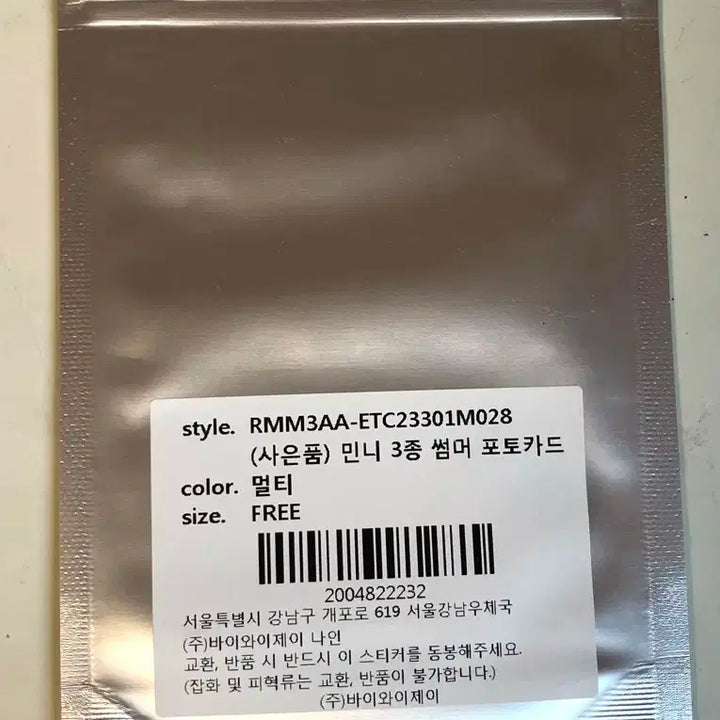 style. RMM3AA-ETC23301M028
(사은품) 민니 3종 썸머 포토카드
color. 멀티
size. FREE
2004822232
서울특별시 강남구 개포로 619 서울강남우체국
(주)바이와이제이 나인
교환, 반품 시 반드시 이 스티커를 동봉해주세요.
(잡화 및 피혁류는 교환, 반품이 불가합니다.)
(주)바이와이제이